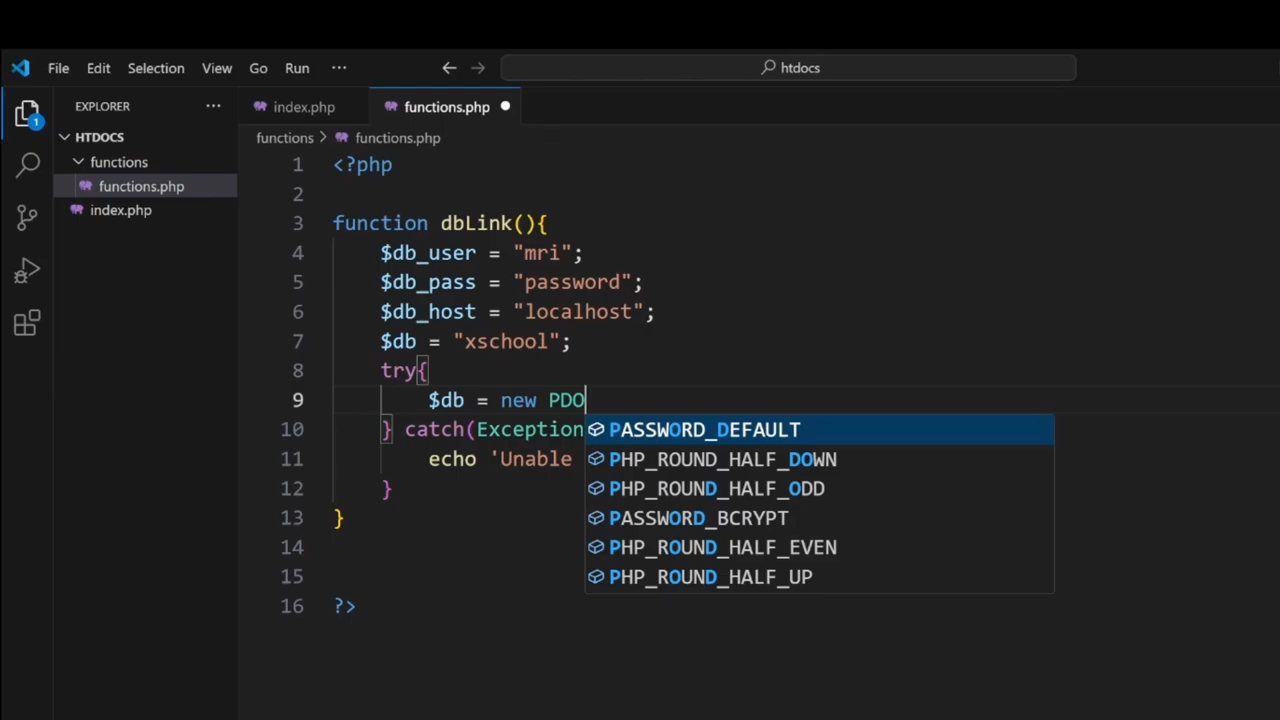 File Edit Selection View Go Run ··· htdocs
EXPLORER ··· index.php functions.php
1
HTDOCS
functions > functions.php
functions
functions.php
index.php
1 <?php
2
3 function dbLink(){
4 $db_user = "mri";
5 $db_pass = "password";
6 $db_host = "localhost";
7 $db = "xschool";
8 try{
9 $db = new PDO
10 } catch(Exception
11 echo 'Unable
12 }
13 }
14
15
16 ?>
PASSWORD_DEFAULT
PHP_ROUND_HALF_DOWN
PHP_ROUND_HALF_ODD
PASSWORD_BCRYPT
PHP_ROUND_HALF_EVEN
PHP_ROUND_HALF_UP